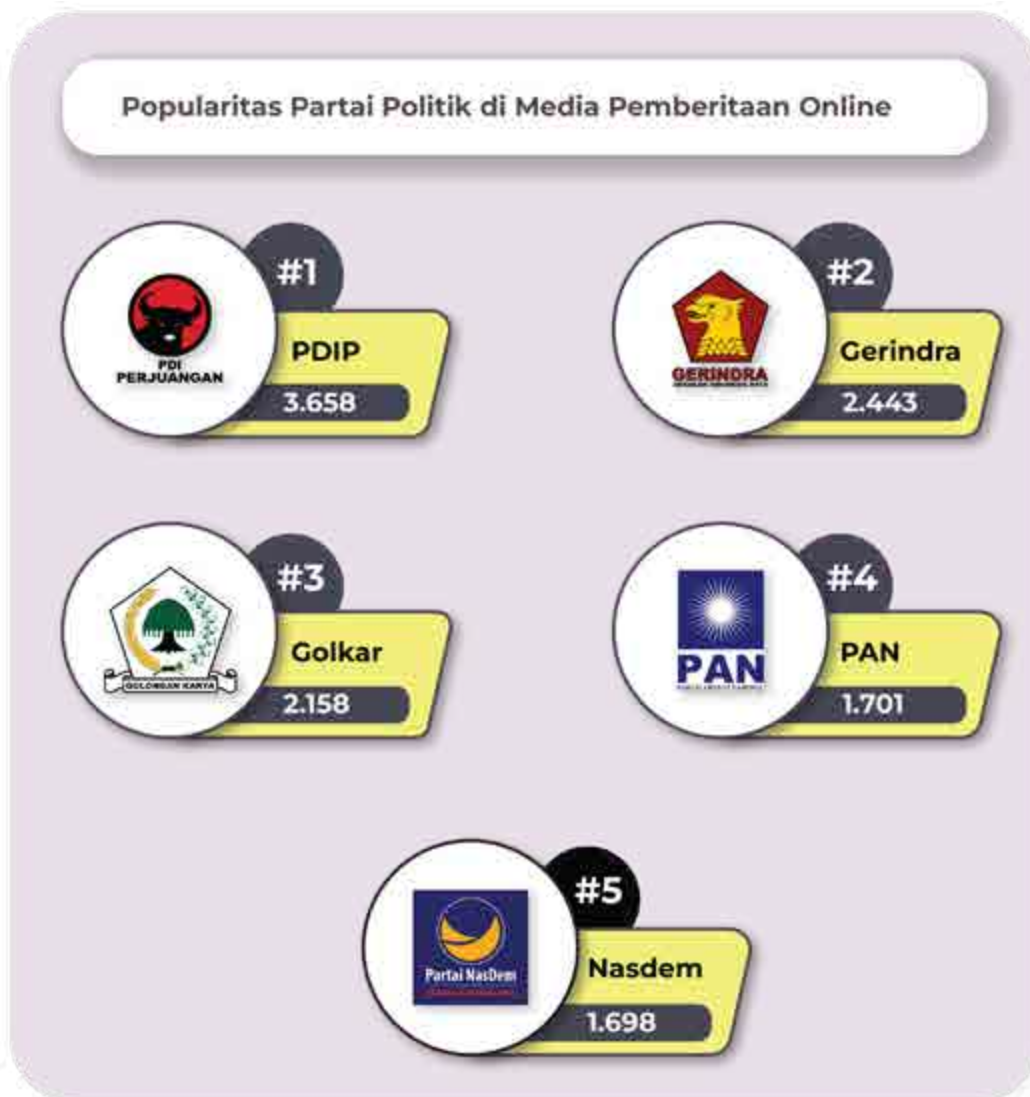 Popularitas Partai Politik di Media Pemberitaan Online
#1
PDI
PERJUANGAN
PDIP
3.658
#2
GERINDRA
Gerindra
2.443
#3
GOLONGAN KARYA
Golkar
2.158
#4
PAN
PAN
1.701
#5
Partai NasDem
Nasdem
1.698